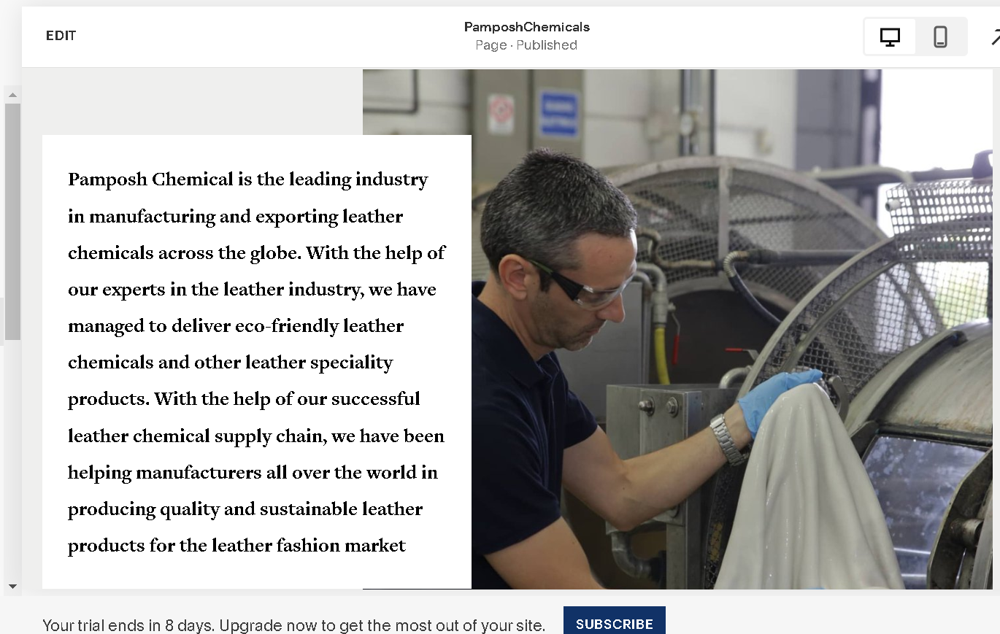 EDIT
PamposhChemicals
Page · Published
Pamposh Chemical is the leading industry
in manufacturing and exporting leather
chemicals across the globe. With the help of
our experts in the leather industry, we have
managed to deliver eco-friendly leather
chemicals and other leather speciality
products. With the help of our successful
leather chemical supply chain, we have been
helping manufacturers all over the world in
producing quality and sustainable leather
products for the leather fashion market
Your trial ends in 8 days. Upgrade now to get the most out of your site.
SUBSCRIBE